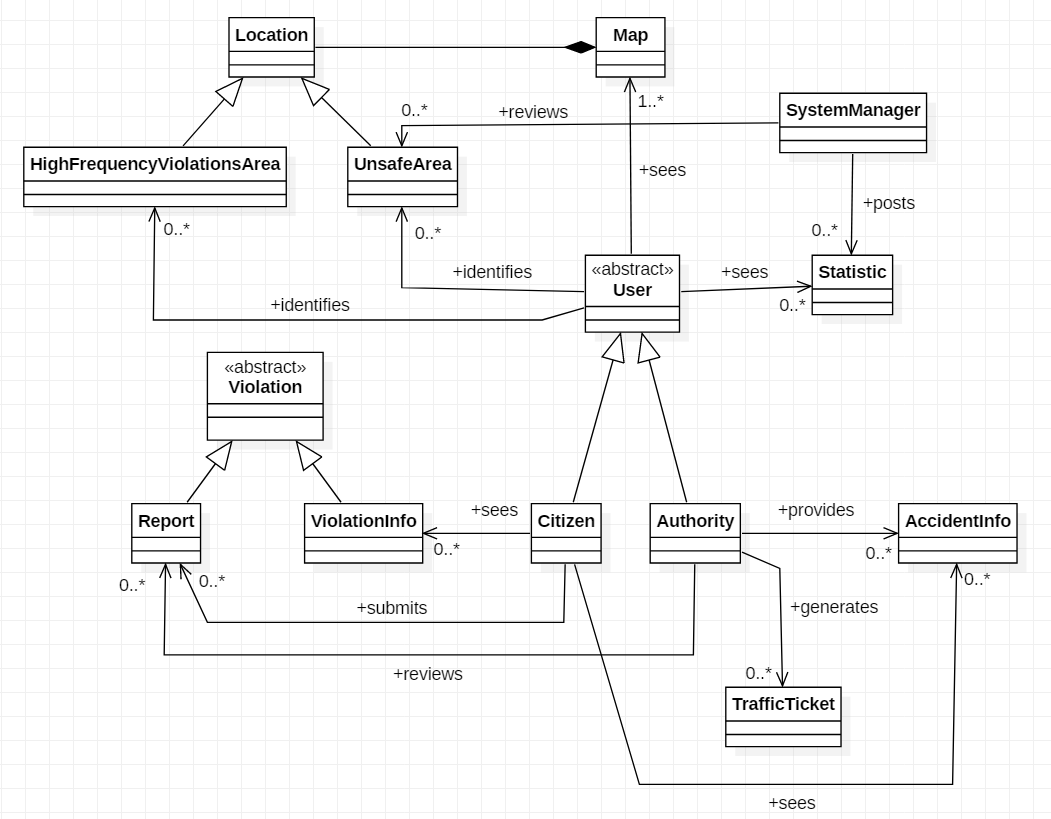 Location
Map
SystemManager
0..*
+reviews
1..*
HighFrequencyViolationsArea
UnsafeArea
+sees
+posts
0..*
0..*
0..*
+identifies
«abstract»
User
+sees
Statistic
+identifies
0..*
«abstract»
Violation
Report
ViolationInfo
+sees
Citizen
Authority
+provides
AccidentInfo
0..*
0..*
0..*
0..*
0..*
+submits
+generates
+reviews
0..*
TrafficTicket
+sees